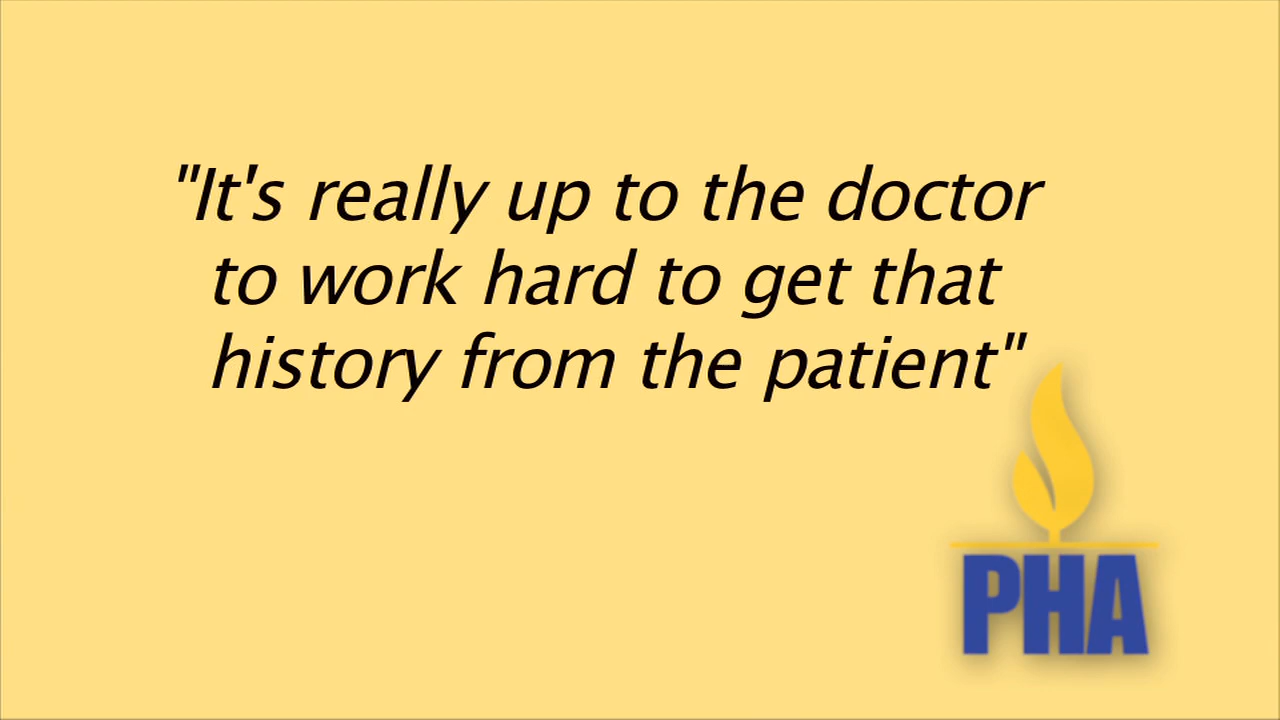 "It's really up to the doctor
to work hard to get that
history from the patient"
PHA